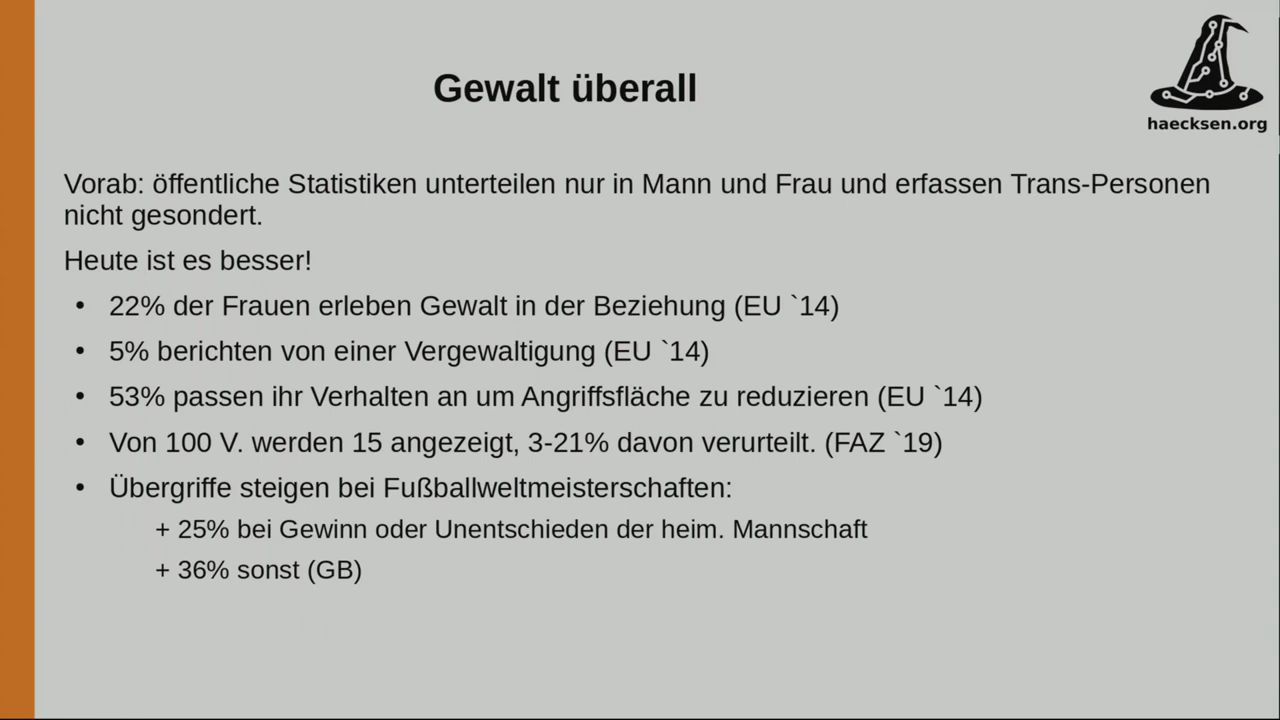 Gewalt überall
haecksen.org
Vorab: öffentliche Statistiken unterteilen nur in Mann und Frau und erfassen Trans-Personen
nicht gesondert.
Heute ist es besser!
• 22% der Frauen erleben Gewalt in der Beziehung (EU `14)
• 5% berichten von einer Vergewaltigung (EU `14)
• 53% passen ihr Verhalten an um Angriffsfläche zu reduzieren (EU `14)
• Von 100 V. werden 15 angezeigt, 3-21% davon verurteilt. (FAZ `19)
• Übergriffe steigen bei Fußballweltmeisterschaften:
+ 25% bei Gewinn oder Unentschieden der heim. Mannschaft
+ 36% sonst (GB)